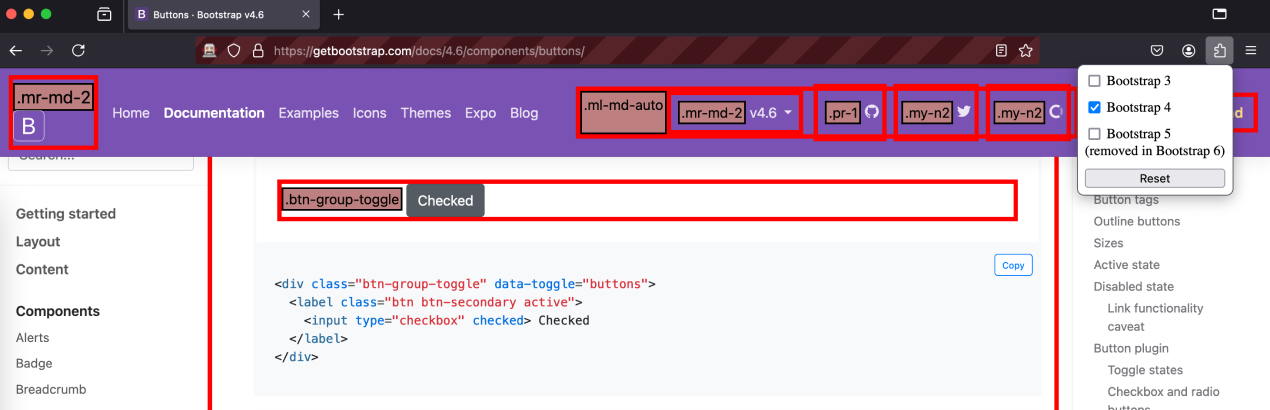 B Buttons · Bootstrap v4.6
https://getbootstrap.com/docs/4.6/components/buttons/
Bootstrap 3
Bootstrap 4
Bootstrap 5
(removed in Bootstrap 6)
Reset
.mr-md-2
B
Home Documentation Examples Icons Themes Expo Blog
.ml-md-auto
.mr-md-2 v4.6
.pr-1
.my-n2
.my-n2
d
Search...
Getting started
Layout
Content
Components
Alerts
Badge
Breadcrumb
.btn-group-toggle Checked
Copy
<div class="btn-group-toggle" data-toggle="buttons">
  <label class="btn btn-secondary active">
    <input type="checkbox" checked> Checked
  </label>
</div>
Button tags
Outline buttons
Sizes
Active state
Disabled state
Link functionality
caveat
Button plugin
Toggle states
Checkbox and radio
buttons